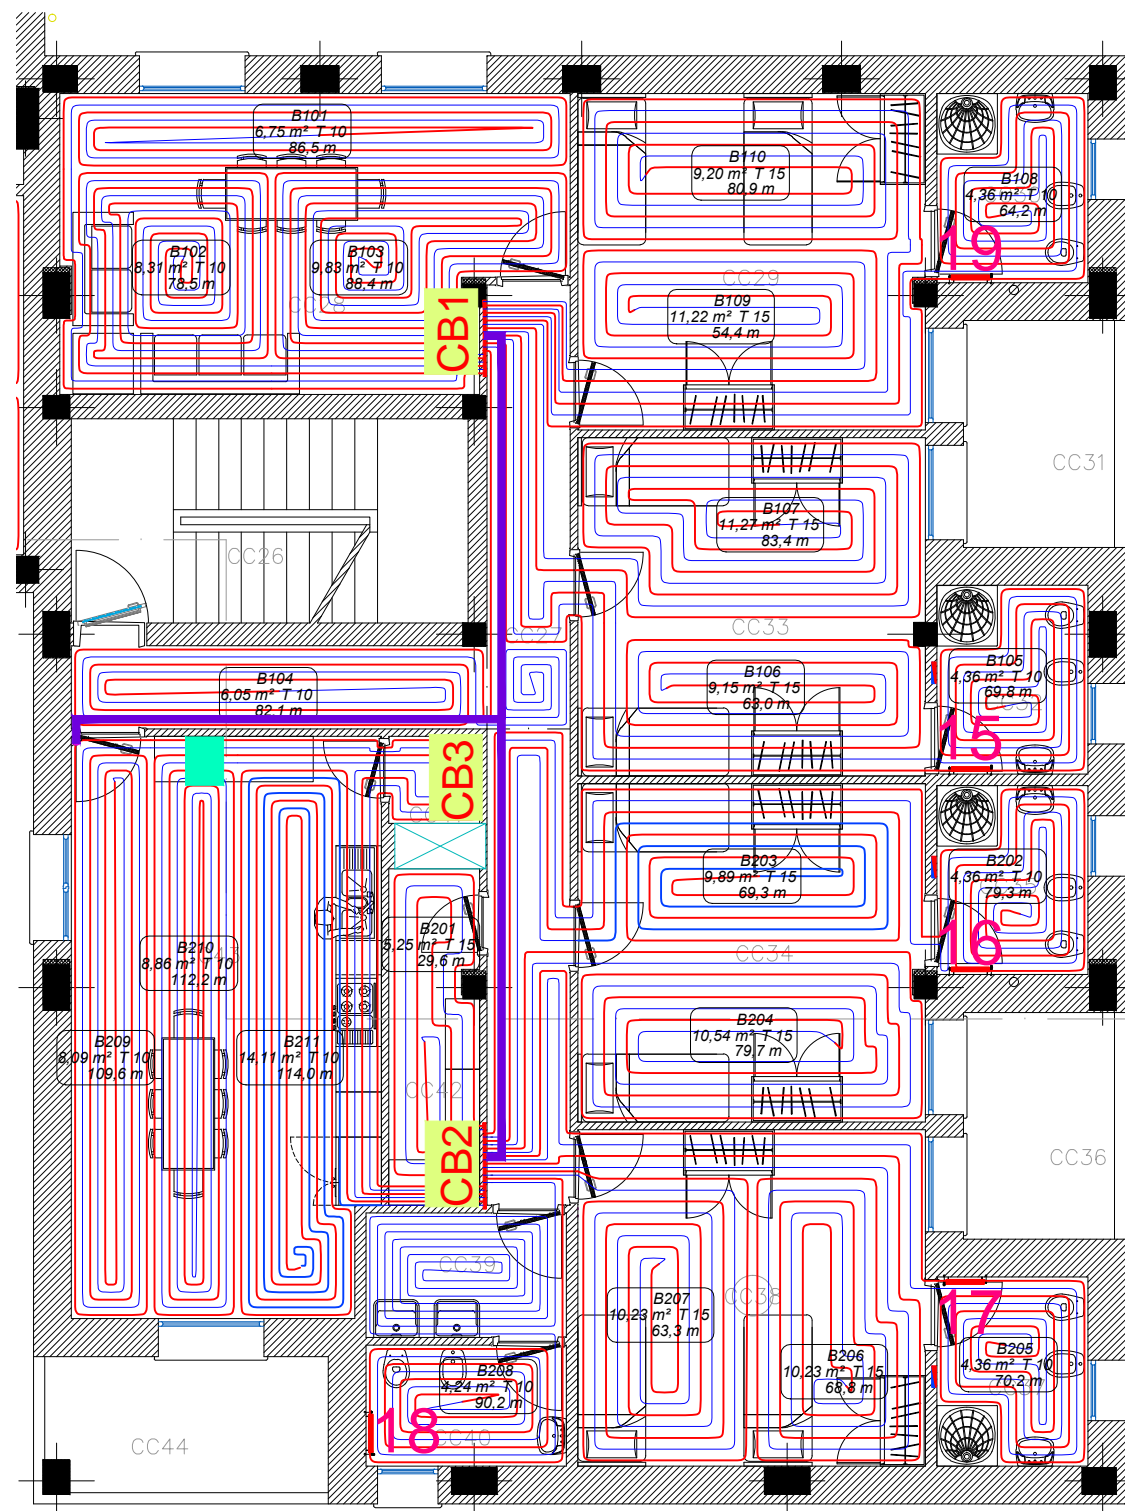 B101
6,75 m² T 10
86,5 m
B110
9,20 m² T 15
80,9 m
B108
4,36 m² T 10
64,2 m
19
B102
8,31 m² T 10
78,5 m
B103
9,83 m² T 10
88,4 m
CC29
B109
11,22 m² T 15
54,4 m
CB1
CC31
B107
11,27 m² T 15
83,4 m
CC26
CC27
CC33
B104
6,05 m² T 10
82,1 m
B106
9,15 m² T 15
63,0 m
B105
4,36 m² T 10
69,8 m
15
CB3
B203
9,89 m² T 15
69,3 m
B202
4,36 m² T 10
79,3 m
16
B201
5,25 m² T 15
29,6 m
B210
8,86 m² T 10
112,2 m
CC34
B209
8,09 m² T 10
109,6 m
B211
14,11 m² T 10
114,0 m
B204
10,54 m² T 15
79,7 m
CC42
CB2
CC36
CC39
CC38
B207
10,23 m² T 15
63,3 m
17
B206
10,23 m² T 15
68,8 m
B205
4,36 m² T 10
70,2 m
B208
4,24 m² T 10
90,2 m
18
CC40
CC44